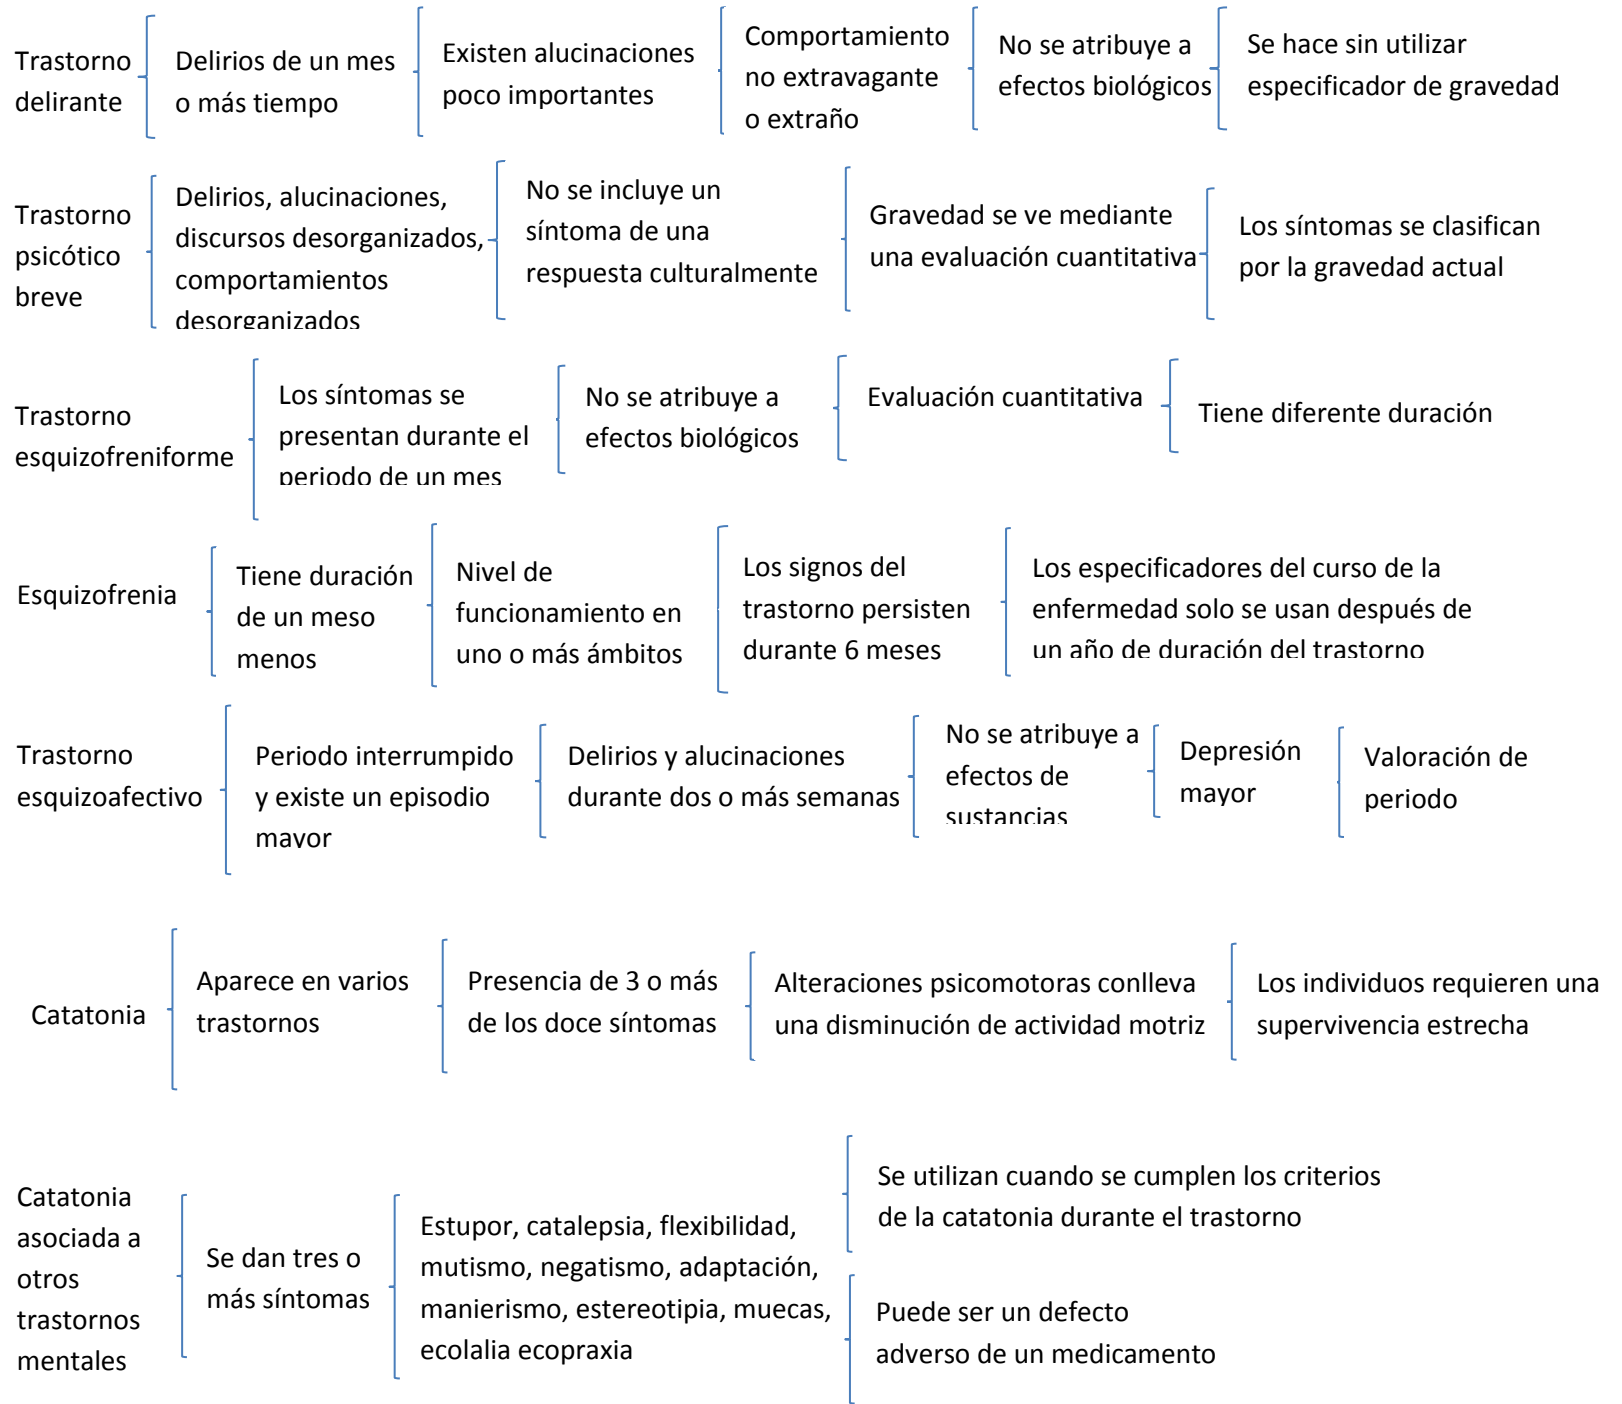 Trastorno
delirante
Delirios de un mes
o más tiempo
Existen alucinaciones
poco importantes
Comportamiento
no extravagante
o extraño
No se atribuye a
efectos biológicos
Se hace sin utilizar
especificador de gravedad
Trastorno
psicótico
breve
Delirios, alucinaciones,
discursos desorganizados,
comportamientos
desorganizados
No se incluye un
síntoma de una
respuesta culturalmente
Gravedad se ve mediante
una evaluación cuantitativa
Los síntomas se clasifican
por la gravedad actual
Trastorno
esquizofreniforme
Los síntomas se
presentan durante el
periodo de un mes
No se atribuye a
efectos biológicos
Evaluación cuantitativa
Tiene diferente duración
Esquizofrenia
Tiene duración
de un meso
menos
Nivel de
funcionamiento en
uno o más ámbitos
Los signos del
trastorno persisten
durante 6 meses
Los especificadores del curso de la
enfermedad solo se usan después de
un año de duración del trastorno
Trastorno
esquizoafectivo
Periodo interrumpido
y existe un episodio
mayor
Delirios y alucinaciones
durante dos o más semanas
No se atribuye a
efectos de
sustancias
Depresión
mayor
Valoración de
periodo
Catatonia
Aparece en varios
trastornos
Presencia de 3 o más
de los doce síntomas
Alteraciones psicomotoras conlleva
una disminución de actividad motriz
Los individuos requieren una
supervivencia estrecha
Catatonia
asociada a
otros
trastornos
mentales
Se dan tres o
más síntomas
Estupor, catalepsia, flexibilidad,
mutismo, negatismo, adaptación,
manierismo, estereotipia, muecas,
ecolalia ecopraxia
Se utilizan cuando se cumplen los criterios
de la catatonia durante el trastorno
Puede ser un defecto
adverso de un medicamento